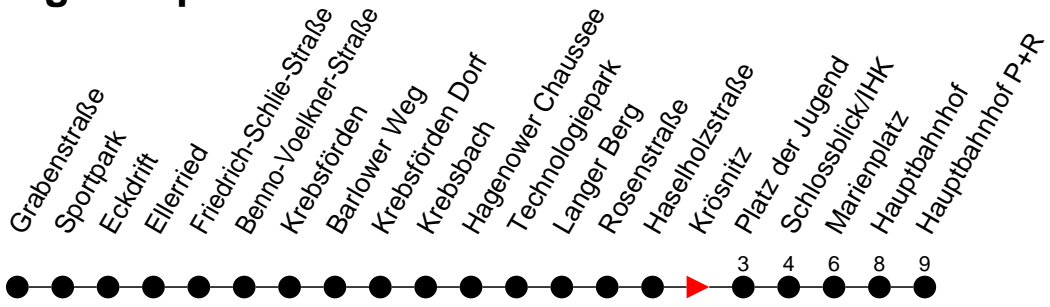 Grabenstraße
Sportpark
Eckdrift
Ellerried
Friedrich-Schlie-Straße
Benno-Voelkner-Straße
Krebsförden
Barlower Weg
Krebsförden Dorf
Krebsbach
Hagenower Chaussee
Technologiepark
Langer Berg
Rosenstraße
Haselholzstraße
Krösnitz
Platz der Jugend
Schlossblick/IHK
Marienplatz
Hauptbahnhof
Hauptbahnhof P+R
3 4 6 8 9